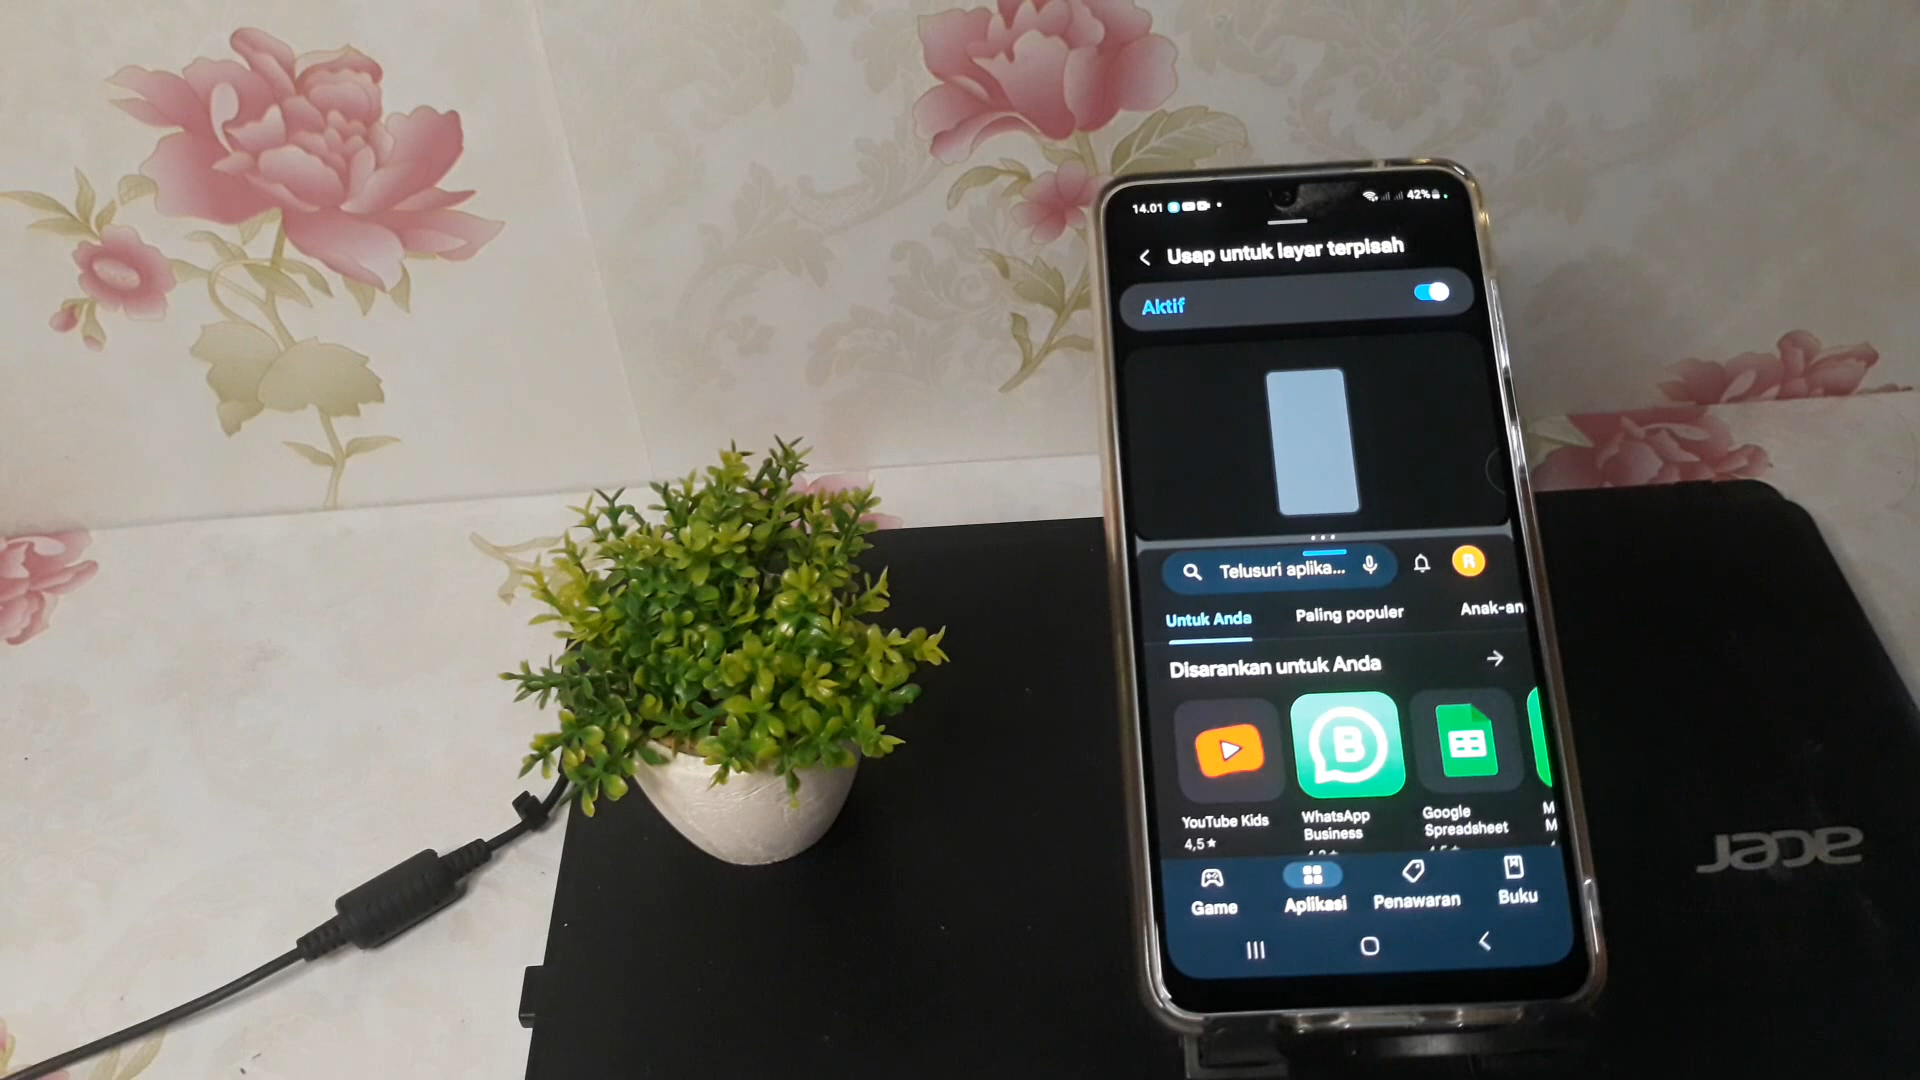 14.01
42%
Usap untuk layar terpisah
Aktif
Telusuri aplika...
R
Untuk Anda
Paling populer
Anak-an
Disarankan untuk Anda
B
YouTube Kids
4,5★
WhatsApp
Business
Google
Spreadsheet
M
M
Game
Aplikasi
Penawaran
Buku
acer